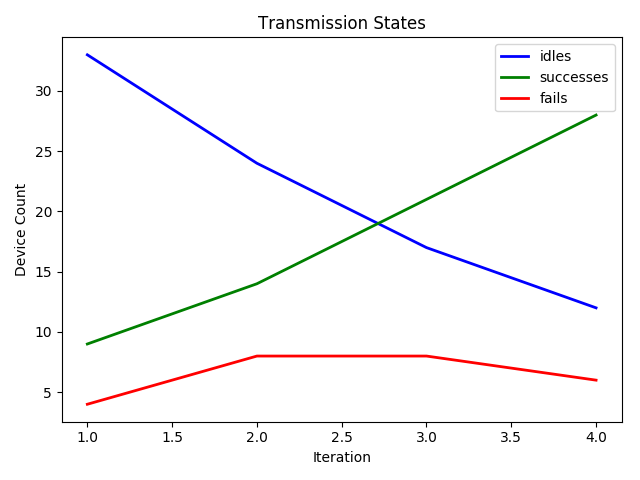 Transmission States
idles
successes
fails
Device Count
30
25
20
15
10
5
1.0 1.5 2.0 2.5 3.0 3.5 4.0
Iteration